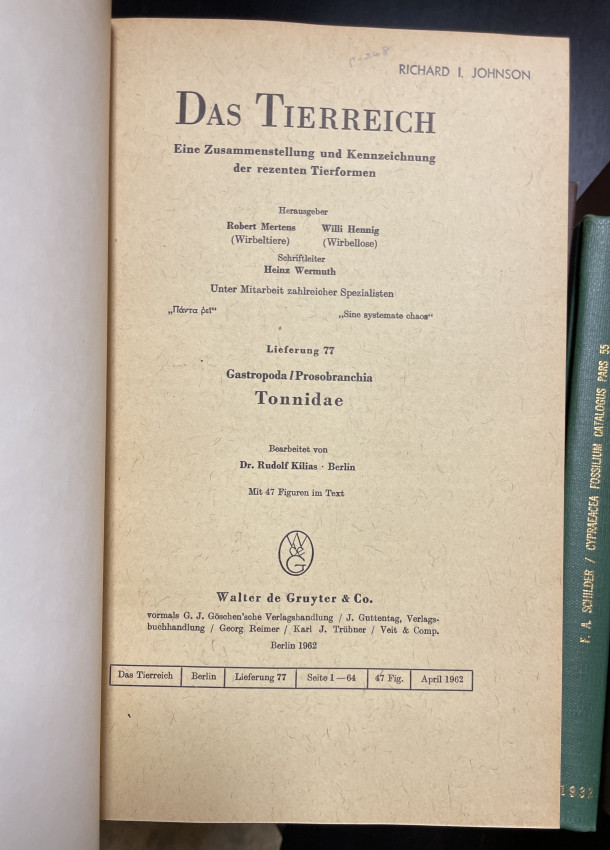 RICHARD I. JOHNSON
DAS TIERREICH
Eine Zusammenstellung und Kennzeichnung
der rezenten Tierformen
Herausgeber
Robert Mertens Willi Hennig
(Wirbeltiere) (Wirbellose)
Schriftleiter
Heinz Wermuth
Unter Mitarbeit zahlreicher Spezialisten
„Πάντα ῥεῖ“ „Sine systemate chaos“
Lieferung 77
Gastropoda / Prosobranchia
Tonnidae
Bearbeitet von
Dr. Rudolf Kilias · Berlin
Mit 47 Figuren im Text
W de G
Walter de Gruyter & Co.
vormals G. J. Göschen'sche Verlagshandlung / J. Guttentag, Verlags-
buchhandlung / Georg Reimer / Karl J. Trübner / Veit & Comp.
Berlin 1962
Das Tierreich Berlin Lieferung 77 Seite 1—64 47 Fig. April 1962
F. A. SCHILDER / CYPRAEACEA FOSSILIUM CATALOGUS PARS 55
1932